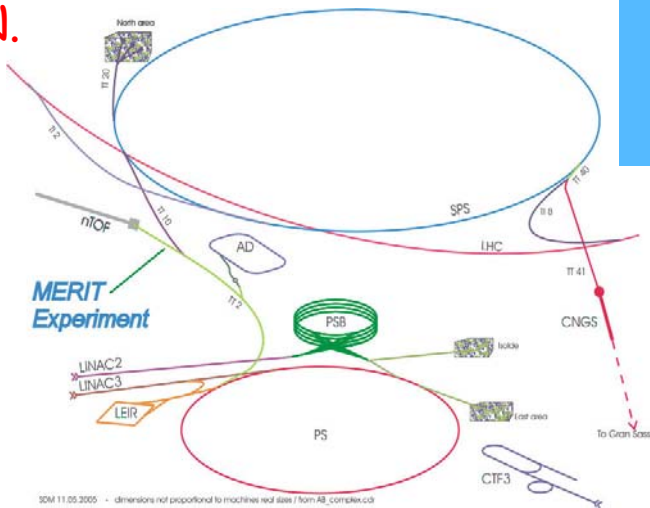 North area
TT 20
TI 2
TT 10
nTOF
AD
SPS
LHC
TT 40
TI 8
TT 41
MERIT
Experiment
TT 2
PSB
CNGS
Isolde
LINAC2
LINAC3
LEIR
East area
PS
To Gran Sass
CTF3
SDM 11.05.2005 - dimensions not proportional to machines real sizes / from AB_complex.cdr